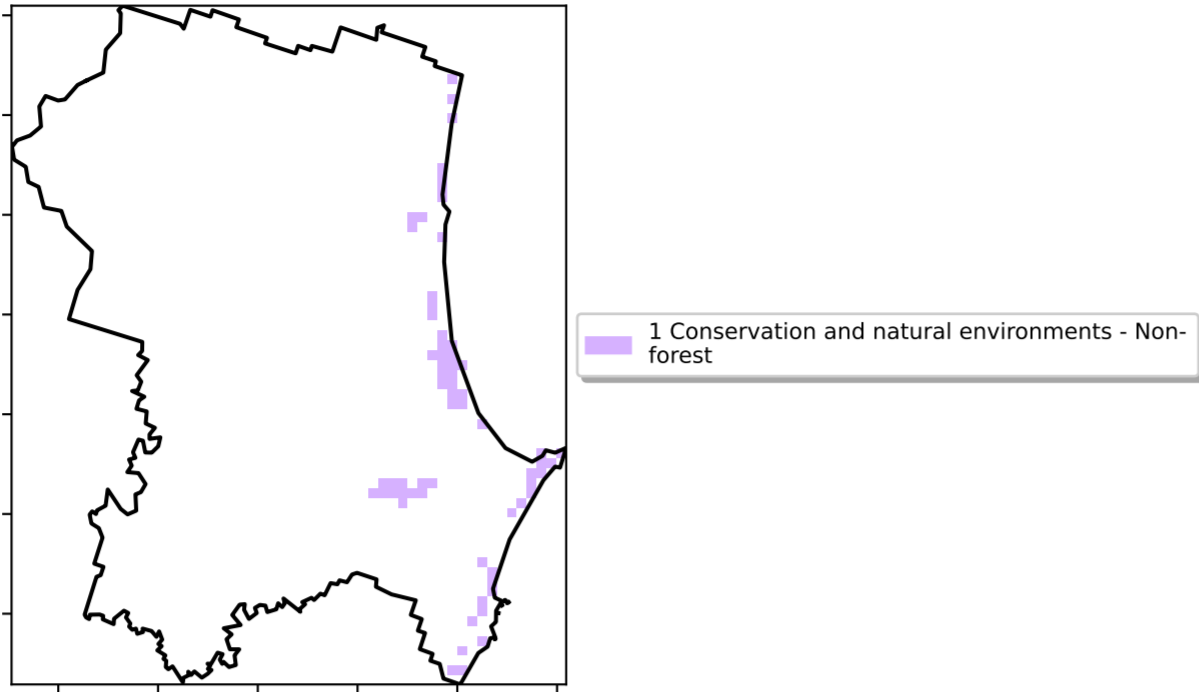 1 Conservation and natural environments - Non-
forest